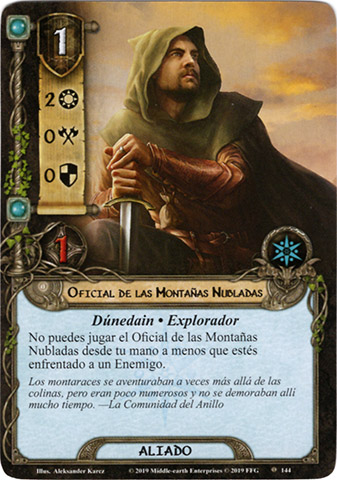 1
2
0
0
1
Oficial de las Montañas Nubladas
Dúnedain • Explorador
No puedes jugar el Oficial de las Montañas
Nubladas desde tu mano a menos que estés
enfrentado a un Enemigo.
Los montaraces se aventuraban a veces más allá de las
colinas, pero eran poco numerosos y no se demoraban allí
mucho tiempo. —La Comunidad del Anillo
ALIADO
Illus. Aleksander Karcz © 2019 Middle-earth Enterprises © 2019 FFG 144